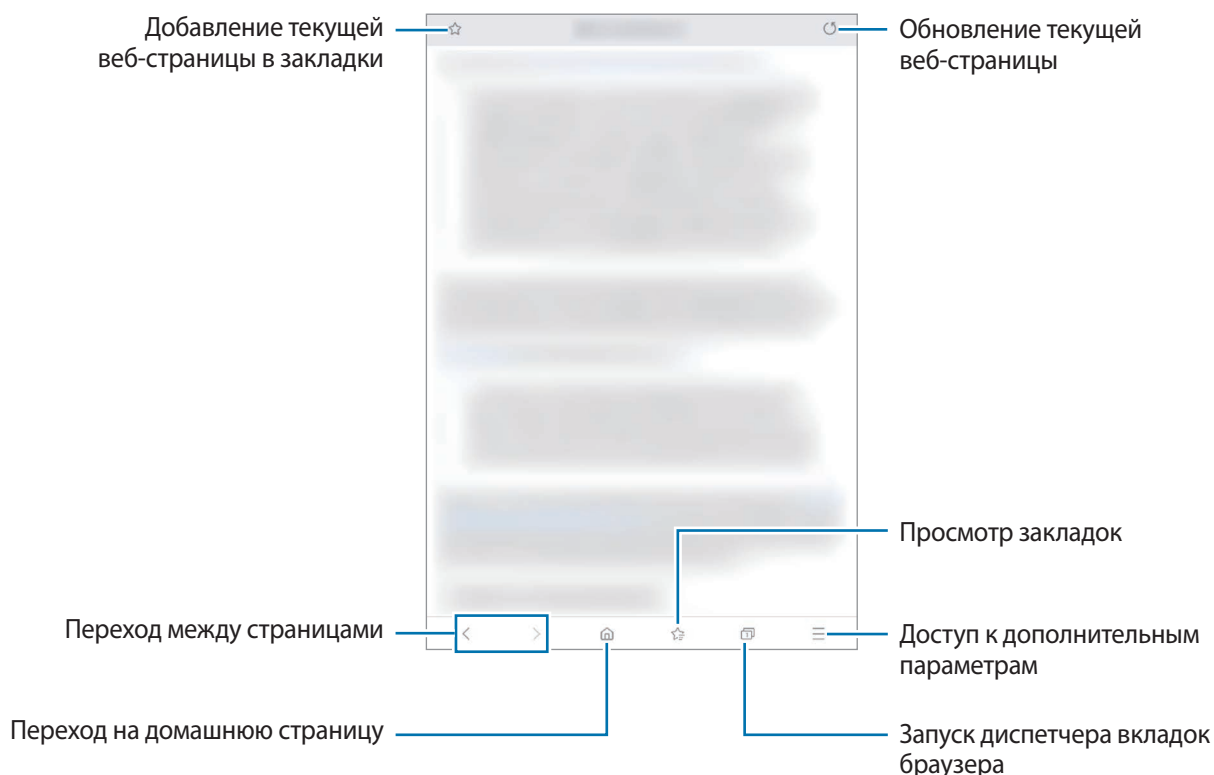 Добавление текущей
веб-страницы в закладки
Обновление текущей
веб-страницы
Просмотр закладок
Переход между страницами
Доступ к дополнительным
параметрам
Переход на домашнюю страницу
Запуск диспетчера вкладок
браузера